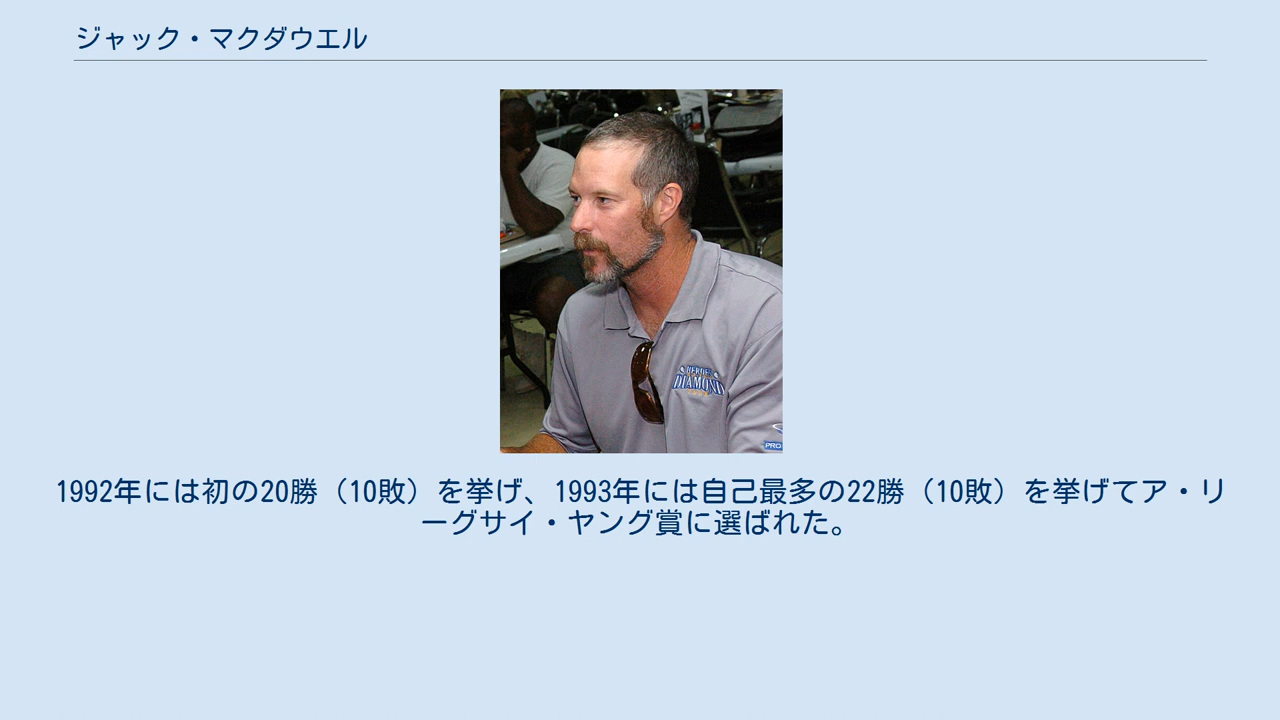 ジャック・マクダウエル
HEROES
DIAMOND
PRO
1992年には初の20勝（10敗）を挙げ、1993年には自己最多の22勝（10敗）を挙げてア・リ
ーグサイ・ヤング賞に選ばれた。